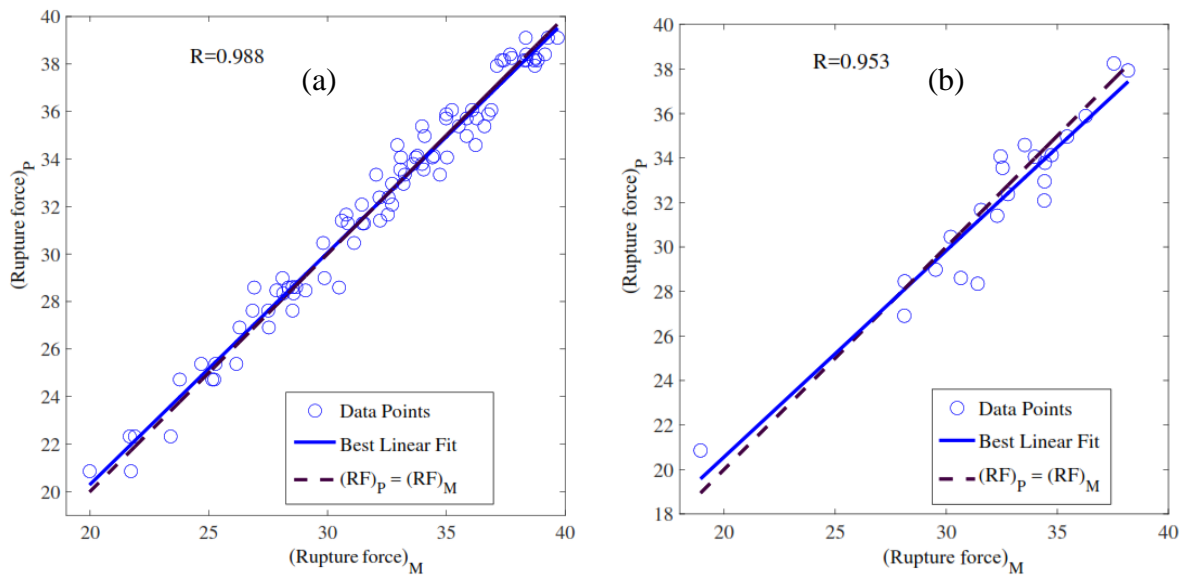 R=0.988
(a)
(Rupture force)P
40
38
36
34
32
30
28
26
24
22
20
20
25
30
35
40
(Rupture force)M
Data Points
Best Linear Fit
(RF)P = (RF)M
R=0.953
(b)
(Rupture force)P
40
38
36
34
32
30
28
26
24
22
20
18
20
25
30
35
40
(Rupture force)M
Data Points
Best Linear Fit
(RF)P = (RF)M